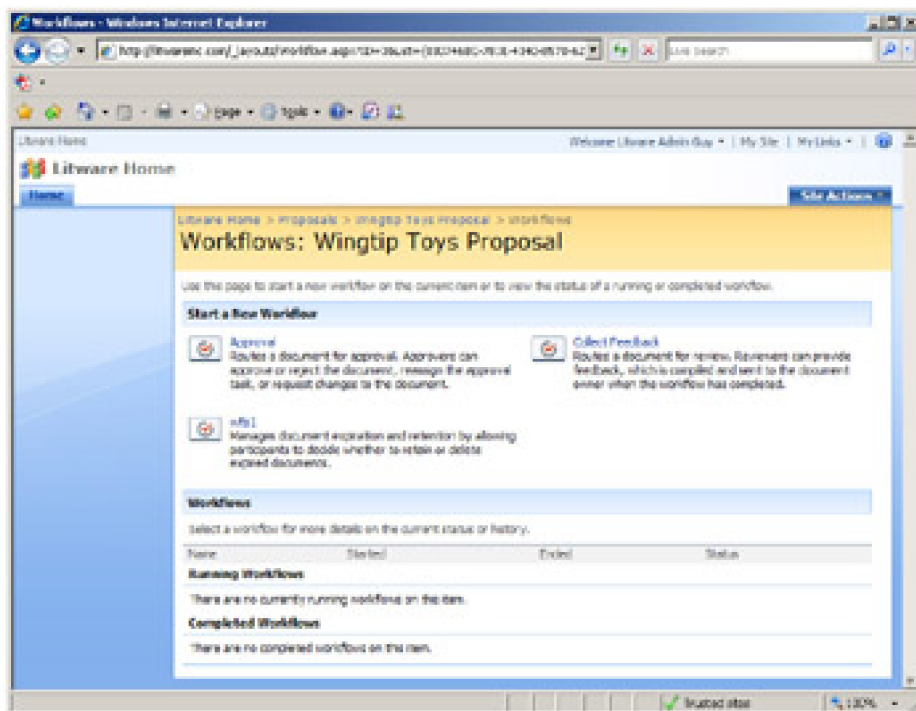 Workflows - Windows Internet Explorer
Live Search
Page Tools
Litware Home
Welcome Litware Admin Guy | My Site | My Links |
Litware Home
Home
Site Actions
Litware Home > Proposals > Wingtip Toys Proposal > Workflows
Workflows: Wingtip Toys Proposal
Use this page to start a new workflow on the current item or to view the status of a running or completed workflow.
Start a New Workflow
Approval
Routes a document for approval. Approvers can
approve or reject the document, reassign the approval
task, or request changes to the document.
Collect Feedback
Routes a document for review. Reviewers can provide
feedback, which is compiled and sent to the document
owner when the workflow has completed.
Manages document expiration and retention by allowing
participants to decide whether to retain or delete
expired documents.
Workflows
Select a workflow for more details on the current status or history.
Name Started Ended Status
Running Workflows
There are no currently running workflows on this item.
Completed Workflows
There are no completed workflows on this item.
Trusted sites
100%